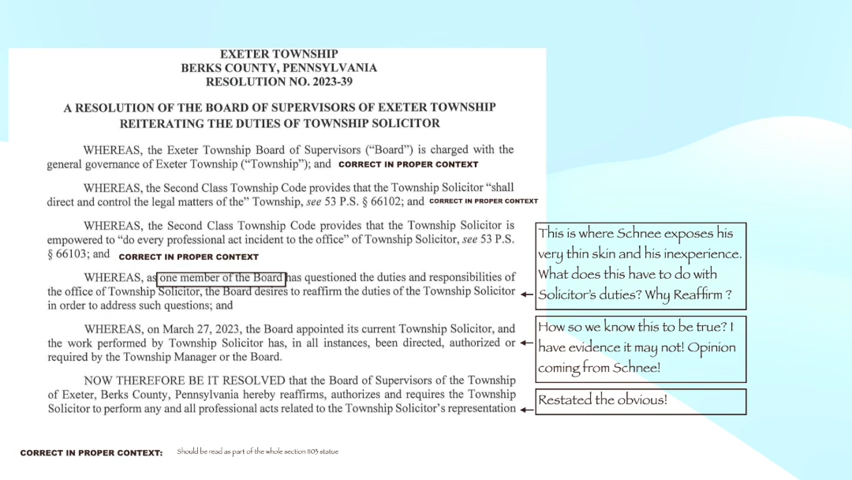 EXETER TOWNSHIP
BERKS COUNTY, PENNSYLVANIA
RESOLUTION NO. 2023-39
A RESOLUTION OF THE BOARD OF SUPERVISORS OF EXETER TOWNSHIP
REITERATING THE DUTIES OF TOWNSHIP SOLICITOR
WHEREAS, the Exeter Township Board of Supervisors ("Board") is charged with the
general governance of Exeter Township ("Township"); and CORRECT IN PROPER CONTEXT
WHEREAS, the Second Class Township Code provides that the Township Solicitor "shall
direct and control the legal matters of the" Township, see 53 P.S. § 66102; and CORRECT IN PROPER CONTEXT
WHEREAS, the Second Class Township Code provides that the Township Solicitor is
empowered to "do every professional act incident to the office" of Township Solicitor, see 53 P.S.
§ 66103; and CORRECT IN PROPER CONTEXT
WHEREAS, as one member of the Board has questioned the duties and responsibilities of
the office of Township Solicitor, the Board desires to reaffirm the duties of the Township Solicitor
in order to address such questions; and
WHEREAS, on March 27, 2023, the Board appointed its current Township Solicitor, and
the work performed by Township Solicitor has, in all instances, been directed, authorized or
required by the Township Manager or the Board.
NOW THEREFORE BE IT RESOLVED that the Board of Supervisors of the Township
of Exeter, Berks County, Pennsylvania hereby reaffirms, authorizes and requires the Township
Solicitor to perform any and all professional acts related to the Township Solicitor's representation
This is where Schnee exposes his
very thin skin and his inexperience.
What does this have to do with
Solicitor's duties? Why Reaffirm ?
How so we know this to be true? I
have evidence it may not! Opinion
coming from Schnee!
Restated the obvious!
CORRECT IN PROPER CONTEXT: Should be read as part of the whole section 1103 statue